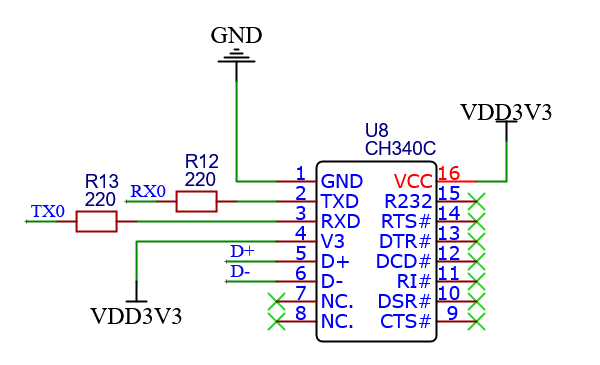 GND
VDD3V3
U8
CH340C
R12
220
R13
220
RX0
TX0
1 GND VCC 16
2 TXD R232 15
3 RXD RTS# 14
4 V3 DTR# 13
D+ 5 D+ DCD# 12
D- 6 D- RI# 11
7 NC. DSR# 10
8 NC. CTS# 9
VDD3V3